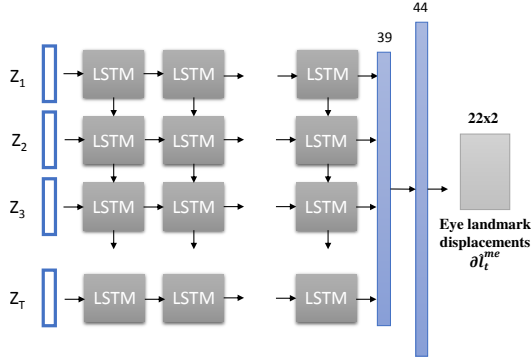 44
39
Z1 LSTM LSTM LSTM
22x2
Z2 LSTM LSTM LSTM
Z3 LSTM LSTM LSTM
Eye landmark
displacements
∂l̂_t^me
ZT LSTM LSTM LSTM